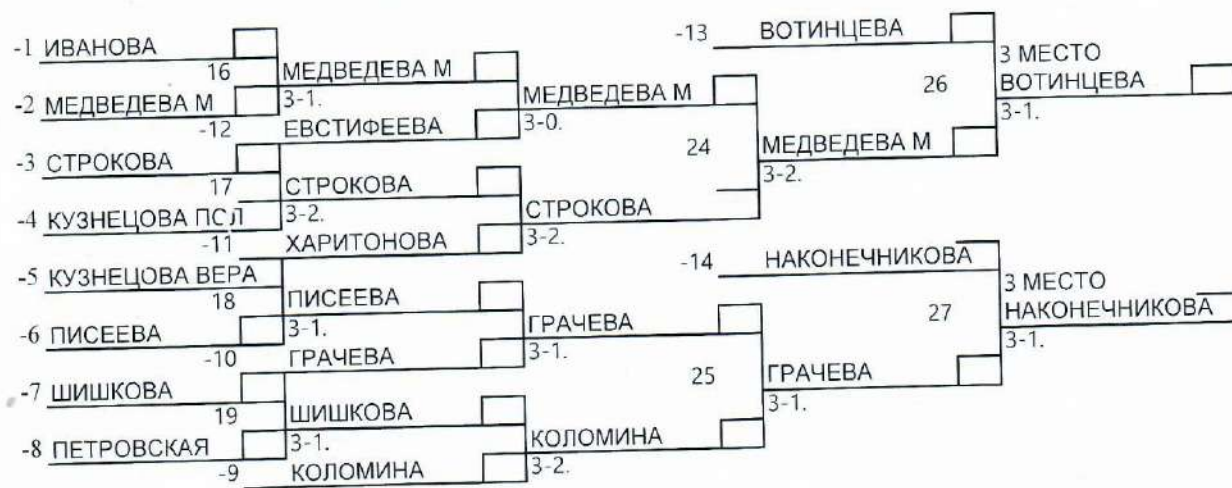 -1 ИВАНОВА
16
-2 МЕДВЕДЕВА М
МЕДВЕДЕВА М
3-1.
-12 ЕВСТИФЕЕВА
МЕДВЕДЕВА М
3-0.
-3 СТРОКОВА
17
-4 КУЗНЕЦОВА ПОЛ
СТРОКОВА
3-2.
-11 ХАРИТОНОВА
СТРОКОВА
3-2.
24
МЕДВЕДЕВА М
3-2.
-13 ВОТИНЦЕВА
26
3 МЕСТО
ВОТИНЦЕВА
3-1.
-5 КУЗНЕЦОВА ВЕРА
18
-6 ПИСЕЕВА
ПИСЕЕВА
3-1.
-10 ГРАЧЕВА
ГРАЧЕВА
3-1.
-7 ШИШКОВА
19
-8 ПЕТРОВСКАЯ
ШИШКОВА
3-1.
-9 КОЛОМИНА
КОЛОМИНА
3-2.
25
ГРАЧЕВА
3-1.
-14 НАКОНЕЧНИКОВА
27
3 МЕСТО
НАКОНЕЧНИКОВА
3-1.